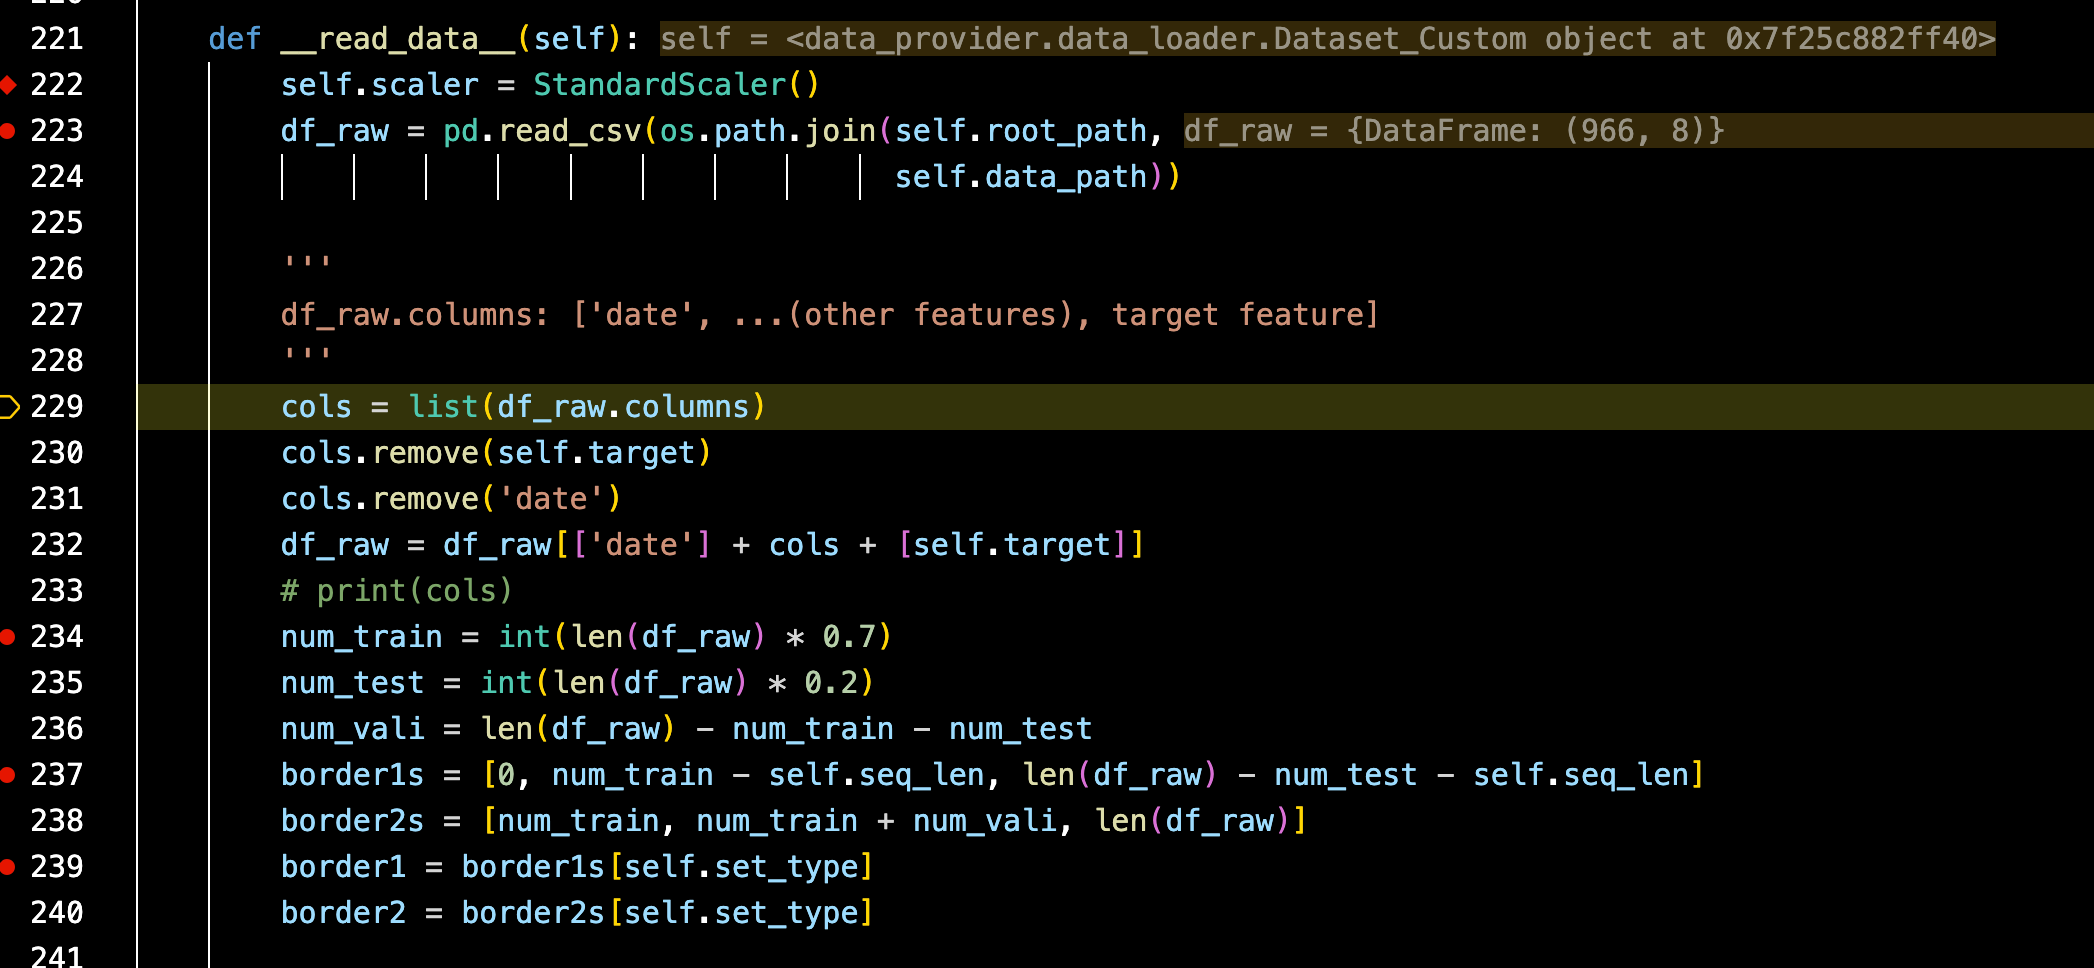 221 def __read_data__(self): self = <data_provider.data_loader.Dataset_Custom object at 0x7f25c882ff40>
222 self.scaler = StandardScaler()
223 df_raw = pd.read_csv(os.path.join(self.root_path, df_raw = {DataFrame: (966, 8)}
224 self.data_path))
225
226 '''
227 df_raw.columns: ['date', ...(other features), target feature]
228 '''
229 cols = list(df_raw.columns)
230 cols.remove(self.target)
231 cols.remove('date')
232 df_raw = df_raw[['date'] + cols + [self.target]]
233 # print(cols)
234 num_train = int(len(df_raw) * 0.7)
235 num_test = int(len(df_raw) * 0.2)
236 num_vali = len(df_raw) - num_train - num_test
237 border1s = [0, num_train - self.seq_len, len(df_raw) - num_test - self.seq_len]
238 border2s = [num_train, num_train + num_vali, len(df_raw)]
239 border1 = border1s[self.set_type]
240 border2 = border2s[self.set_type]
241